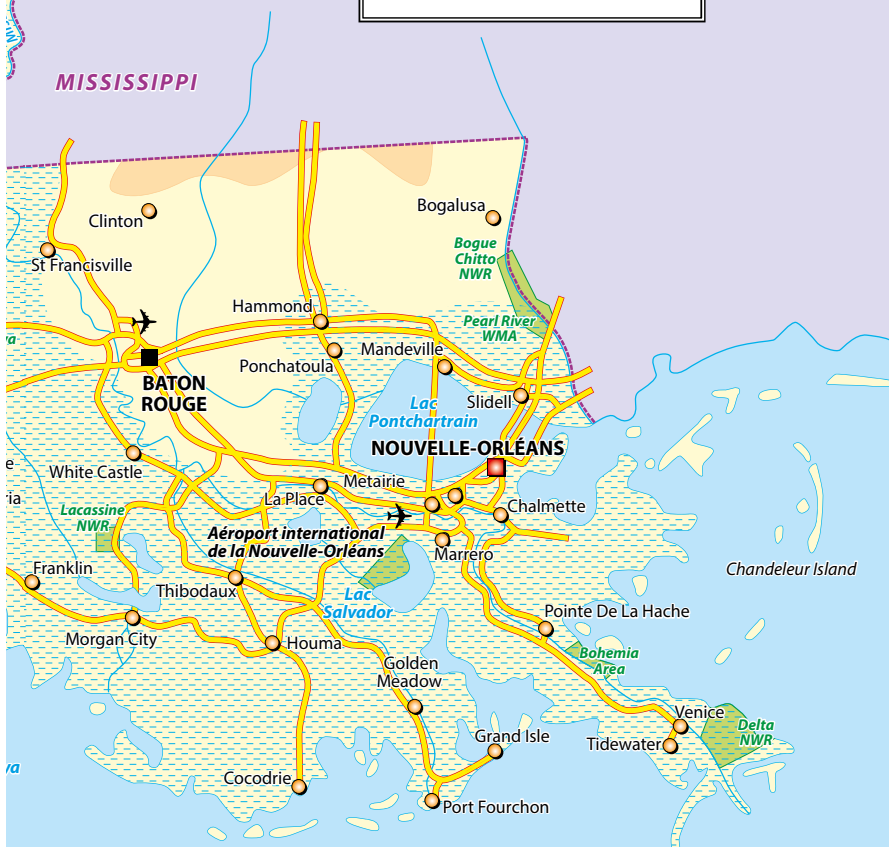 MISSISSIPPI
Clinton
Bogalusa
St Francisville
Bogue
Chitto
NWR
Hammond
Pearl River
WMA
Ponchatoula
Mandeville
BATON
ROUGE
Lac
Pontchartrain
Slidell
NOUVELLE-ORLÉANS
White Castle
Metairie
La Place
Chalmette
Lacassine
NWR
Aéroport international
de la Nouvelle-Orléans
Marrero
Franklin
Chandeleur Island
Thibodaux
Lac
Salvador
Pointe De La Hache
Morgan City
Houma
Bohemia
Area
Golden
Meadow
Venice
Delta
NWR
Grand Isle
Tidewater
Cocodrie
Port Fourchon